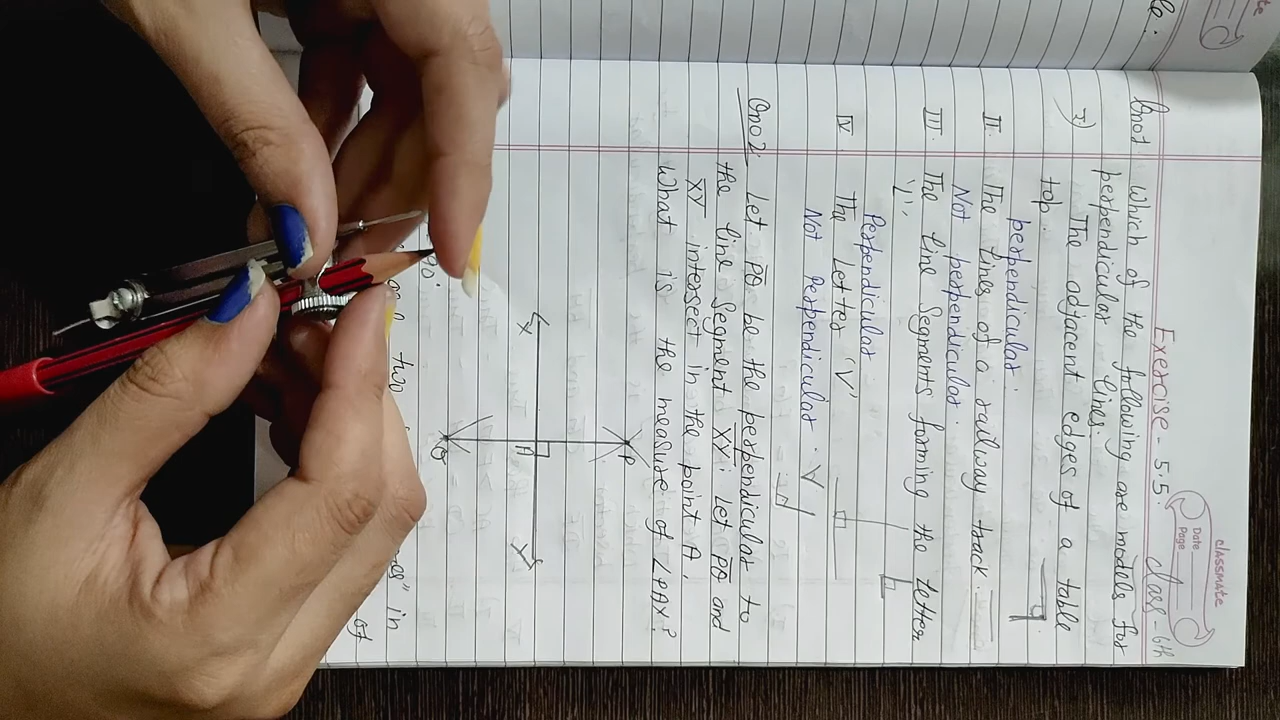 classmate
Date
Page
Exercise - 5.5.
Class - 6th
Qno1 Which of the following are models for
perpendicular lines.
I) The adjacent edges of a table
top.
perpendicular.
II. The lines of a railway track.
Not perpendicular.
III. The line Segments forming the letter
'L'.
Perpendicular
IV The Letter 'V'
Not Perpendicular. V
Qno2. Let PQ be the perpendicular to
the line Segment XY. Let PQ and
XY intersect in the point A,
What is the measure of ∠PAX?
P
X A Y
Q
90°
two in
of